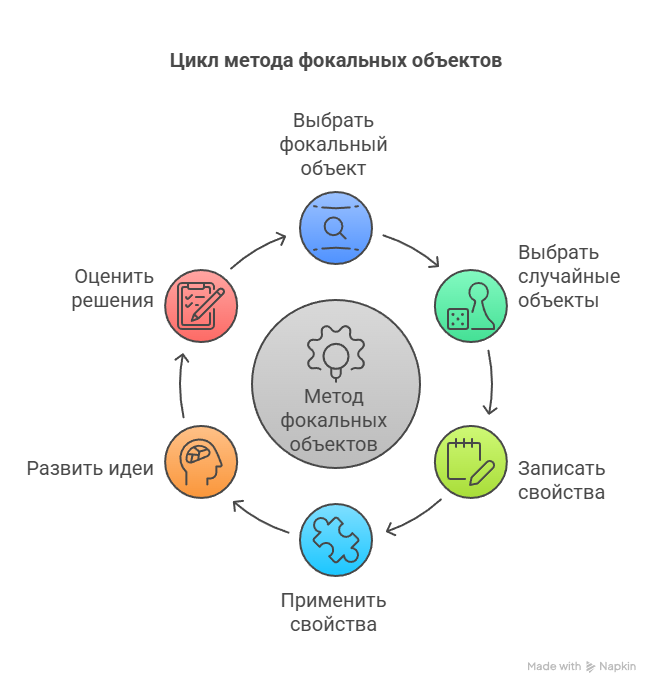 Цикл метода фокальных объектов
Выбрать
фокальный
объект
Выбрать
случайные
объекты
Записать
свойства
Применить
свойства
Развить идеи
Оценить
решения
Метод
фокальных
объектов
Made with Napkin